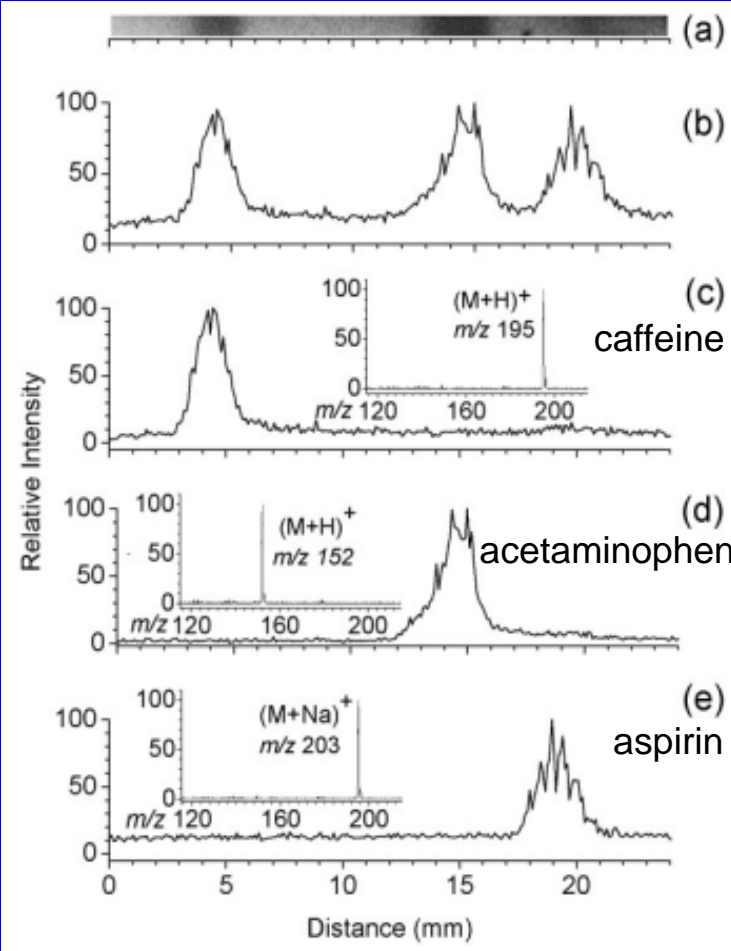 (a)
100
50
0
(b)
100
50
0
(c)
caffeine
100
50
0
(M+H)+
m/z 195
m/z 120 160 200
Relative Intensity
100
50
0
(d)
acetaminophen
100
50
0
(M+H)+
m/z 152
m/z 120 160 200
100
50
0
(e)
aspirin
100
50
0
(M+Na)+
m/z 203
m/z 120 160 200
0 5 10 15 20
Distance (mm)